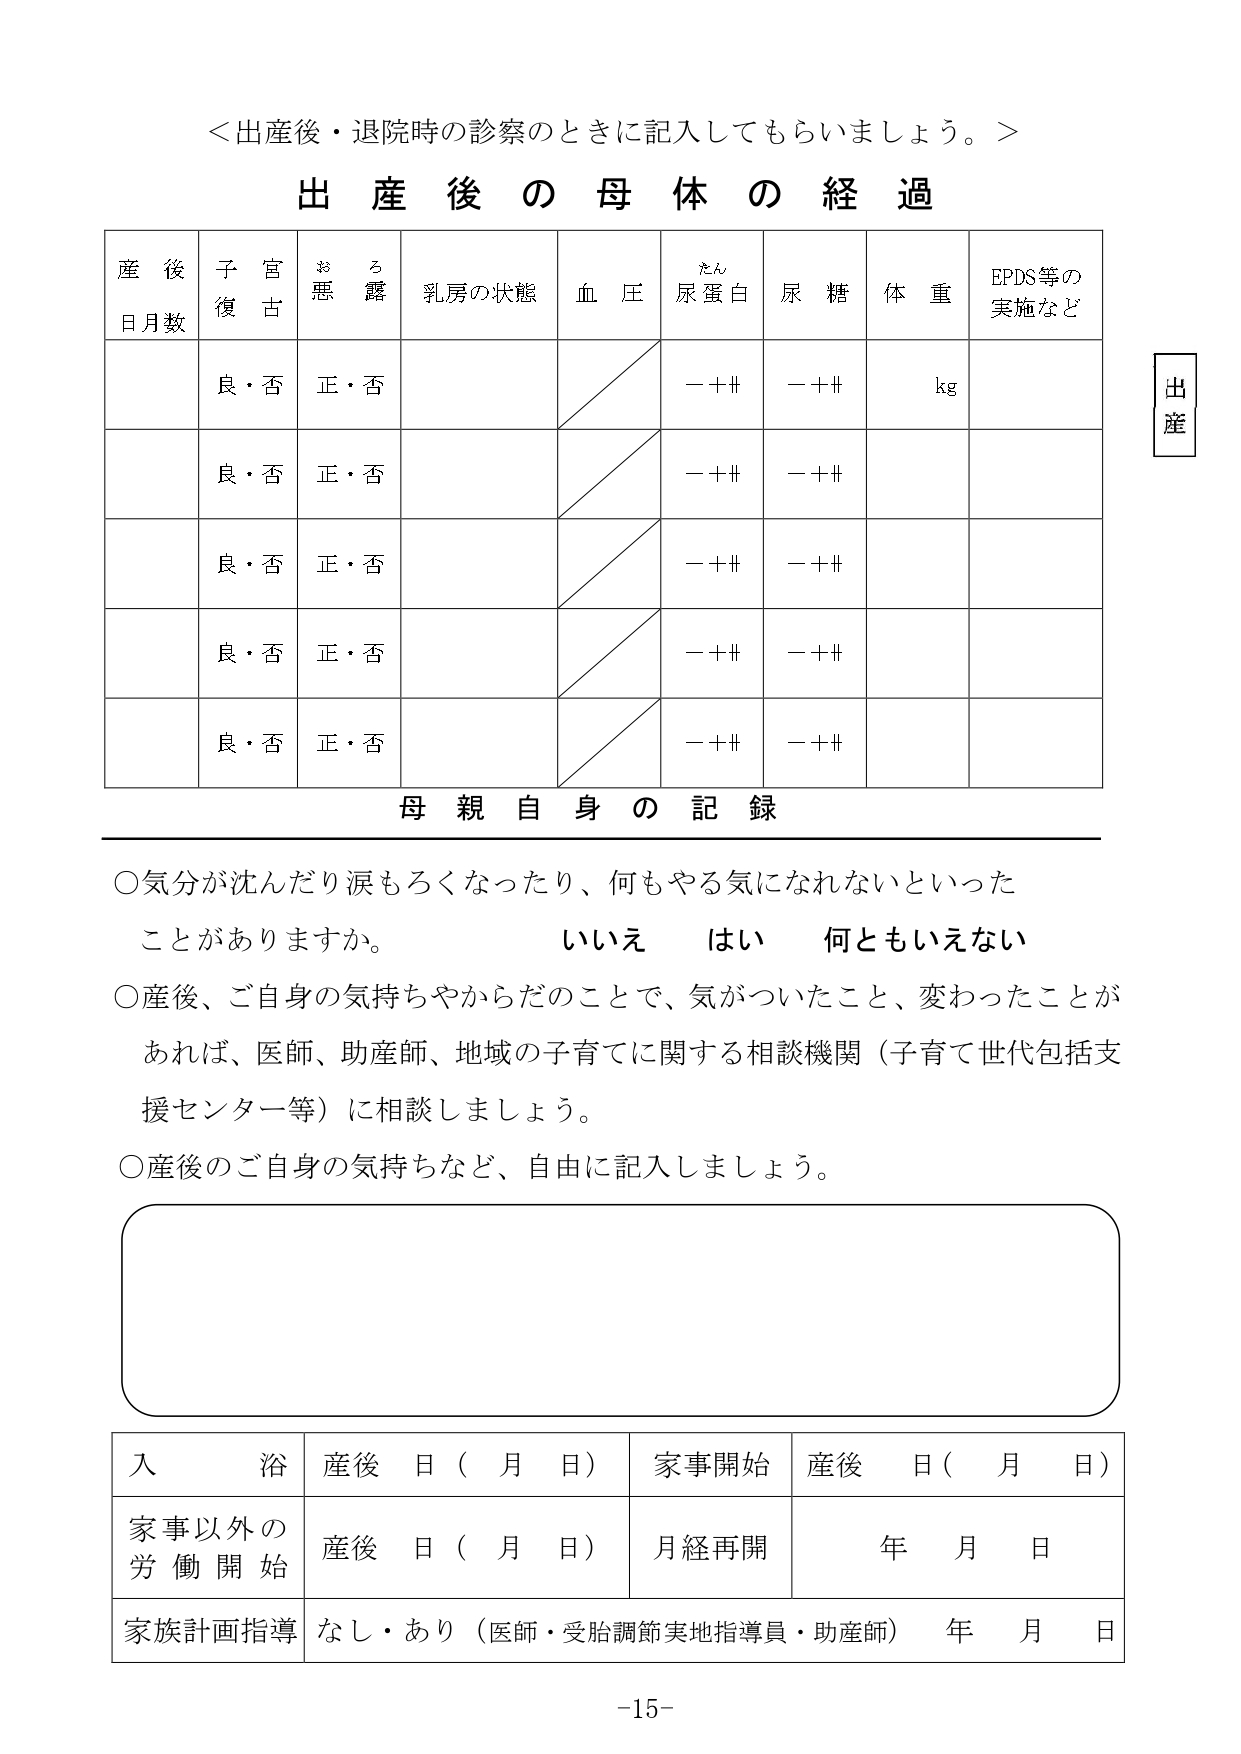 ＜出産後・退院時の診察のときに記入してもらいましょう。＞
出産後の母体の経過
産後日月数 子宮復古 悪露 おろ 乳房の状態 血圧 尿蛋白 たん 尿糖 体重 EPDS等の実施など
良・否 正・否 －＋⧺ －＋⧺ kg
良・否 正・否 －＋⧺ －＋⧺
良・否 正・否 －＋⧺ －＋⧺
良・否 正・否 －＋⧺ －＋⧺
良・否 正・否 －＋⧺ －＋⧺
出産
母親自身の記録
○気分が沈んだり涙もろくなったり、何もやる気になれないといった
ことがありますか。 いいえ はい 何ともいえない
○産後、ご自身の気持ちやからだのことで、気がついたこと、変わったことが
あれば、医師、助産師、地域の子育てに関する相談機関（子育て世代包括支
援センター等）に相談しましょう。
○産後のご自身の気持ちなど、自由に記入しましょう。
入浴 産後 日（ 月 日） 家事開始 産後 日（ 月 日）
家事以外の労働開始 産後 日（ 月 日） 月経再開 年 月 日
家族計画指導 なし・あり（医師・受胎調節実地指導員・助産師） 年 月 日
−15−